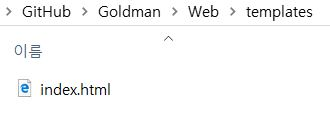 > GitHub > Goldman > Web > templates
이름
index.html